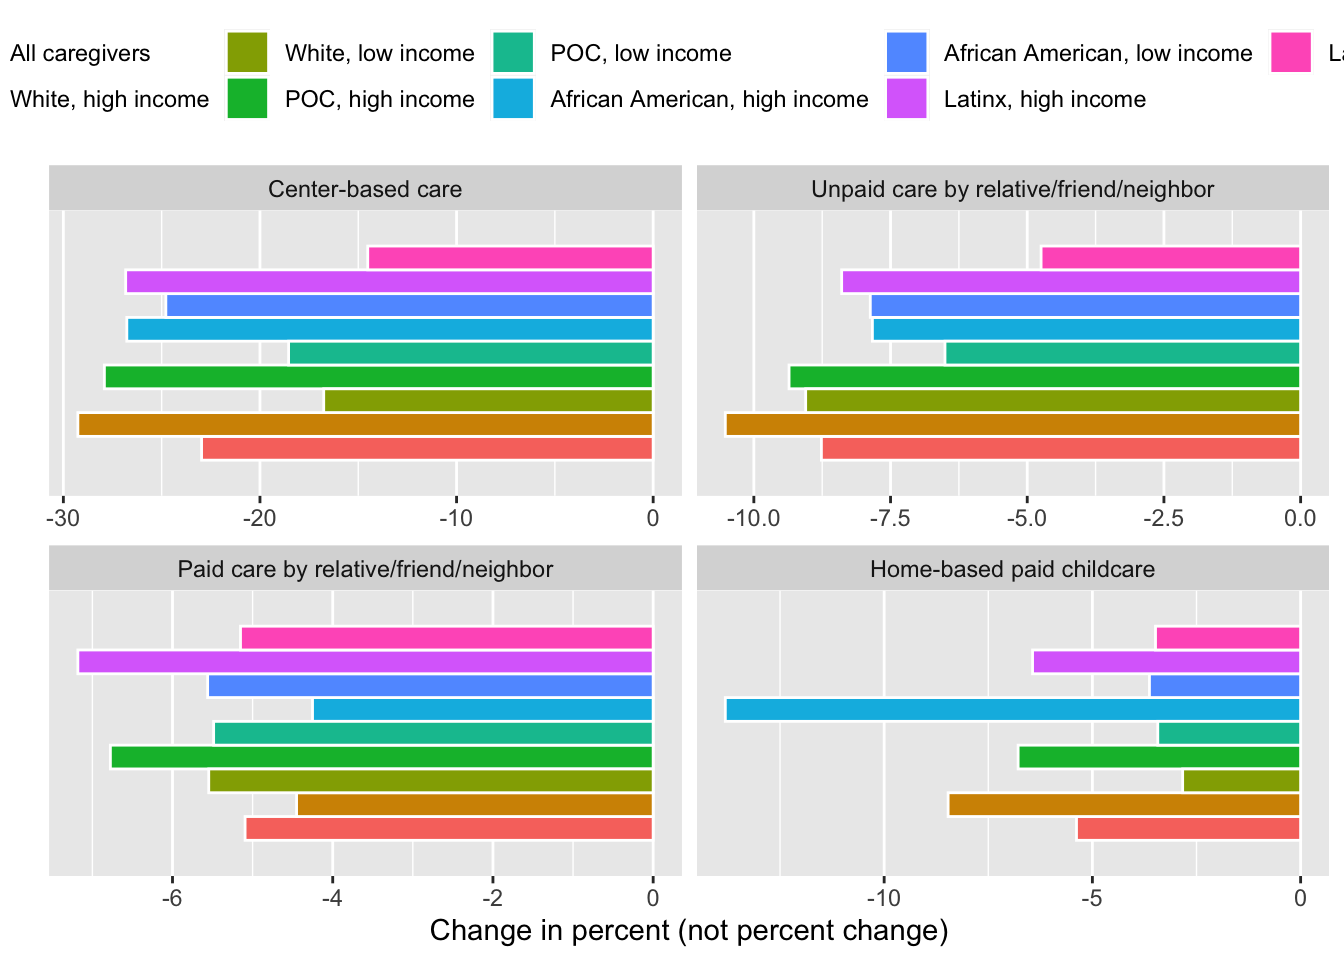 All caregivers White, low income POC, low income African American, low income
White, high income POC, high income African American, high income Latinx, high income
Center-based care Unpaid care by relative/friend/neighbor
-30 -20 -10 0 -10.0 -7.5 -5.0 -2.5 0.0
Paid care by relative/friend/neighbor Home-based paid childcare
-6 -4 -2 0 -10 -5 0
Change in percent (not percent change)